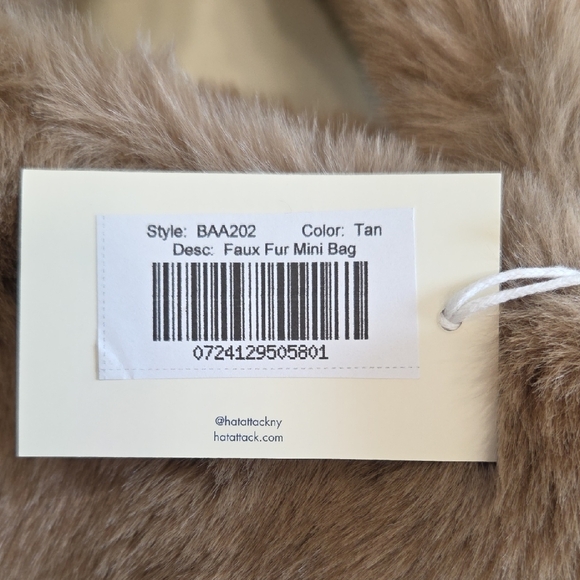 Style: BAA202 Color: Tan
Desc: Faux Fur Mini Bag
0724129505801
@hatattackny
hatattack.com